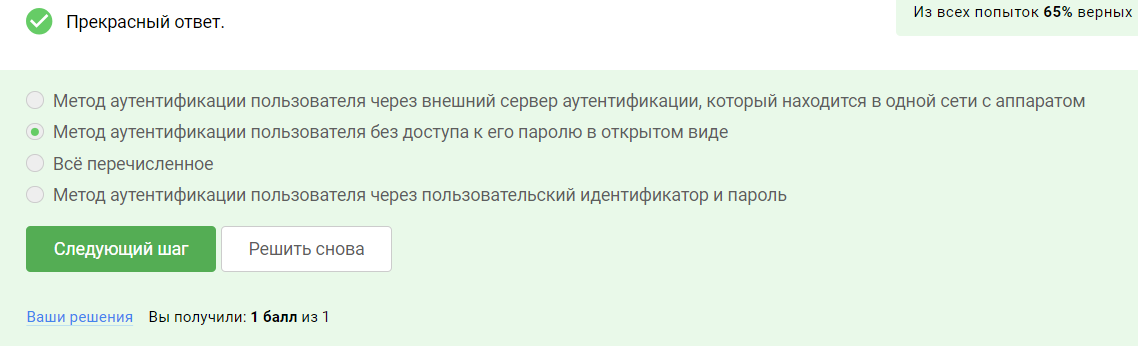 Прекрасный ответ.
Из всех попыток 65% верных
Метод аутентификации пользователя через внешний сервер аутентификации, который находится в одной сети с аппаратом
Метод аутентификации пользователя без доступа к его паролю в открытом виде
Всё перечисленное
Метод аутентификации пользователя через пользовательский идентификатор и пароль
Следующий шаг
Решить снова
Ваши решения Вы получили: 1 балл из 1